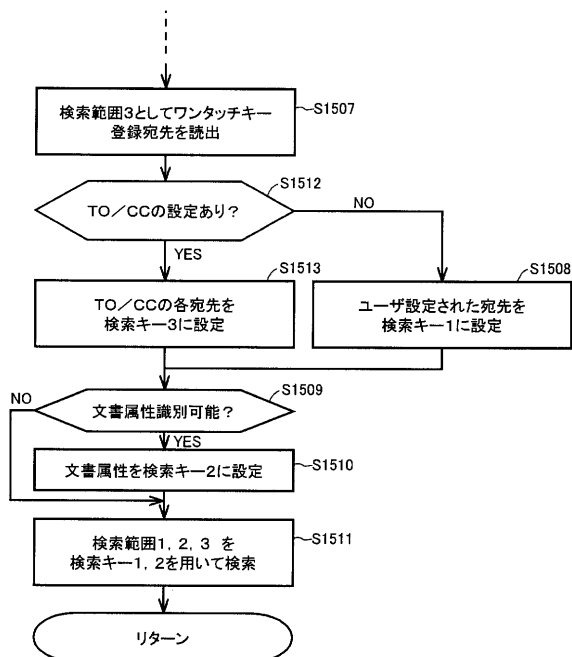 検索範囲3としてワンタッチキー
登録宛先を読出
S1507
TO/CCの設定あり?
S1512
NO
YES
TO/CCの各宛先を
検索キー3に設定
S1513
ユーザ設定された宛先を
検索キー1に設定
S1508
文書属性識別可能?
S1509
NO
YES
文書属性を検索キー2に設定
S1510
検索範囲1,2,3 を
検索キー1,2を用いて検索
S1511
リターン